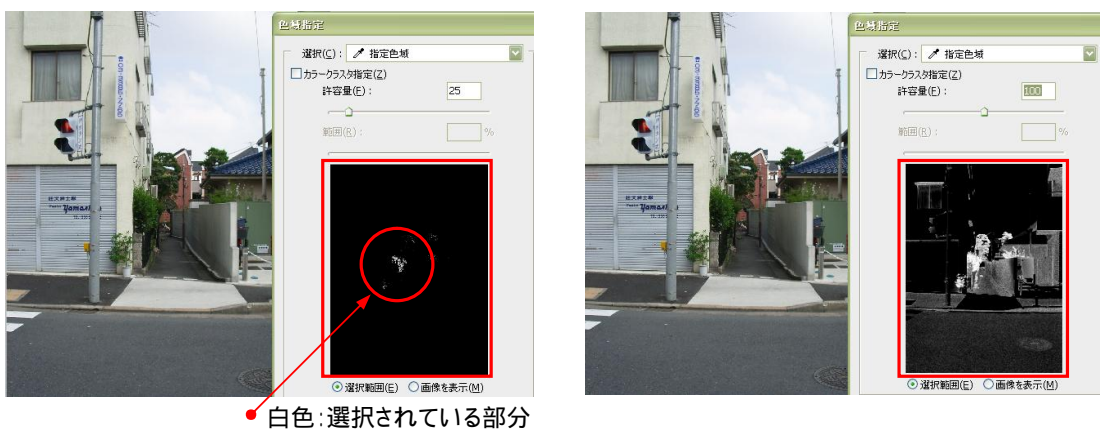 色域指定
選択(C): 指定色域
カラークラスタ指定(Z)
許容量(F): 25
範囲(R): %
選択範囲(E) 画像を表示(M)
白色:選択されている部分
色域指定
選択(C): 指定色域
カラークラスタ指定(Z)
許容量(F): 100
範囲(R): %
選択範囲(E) 画像を表示(M)